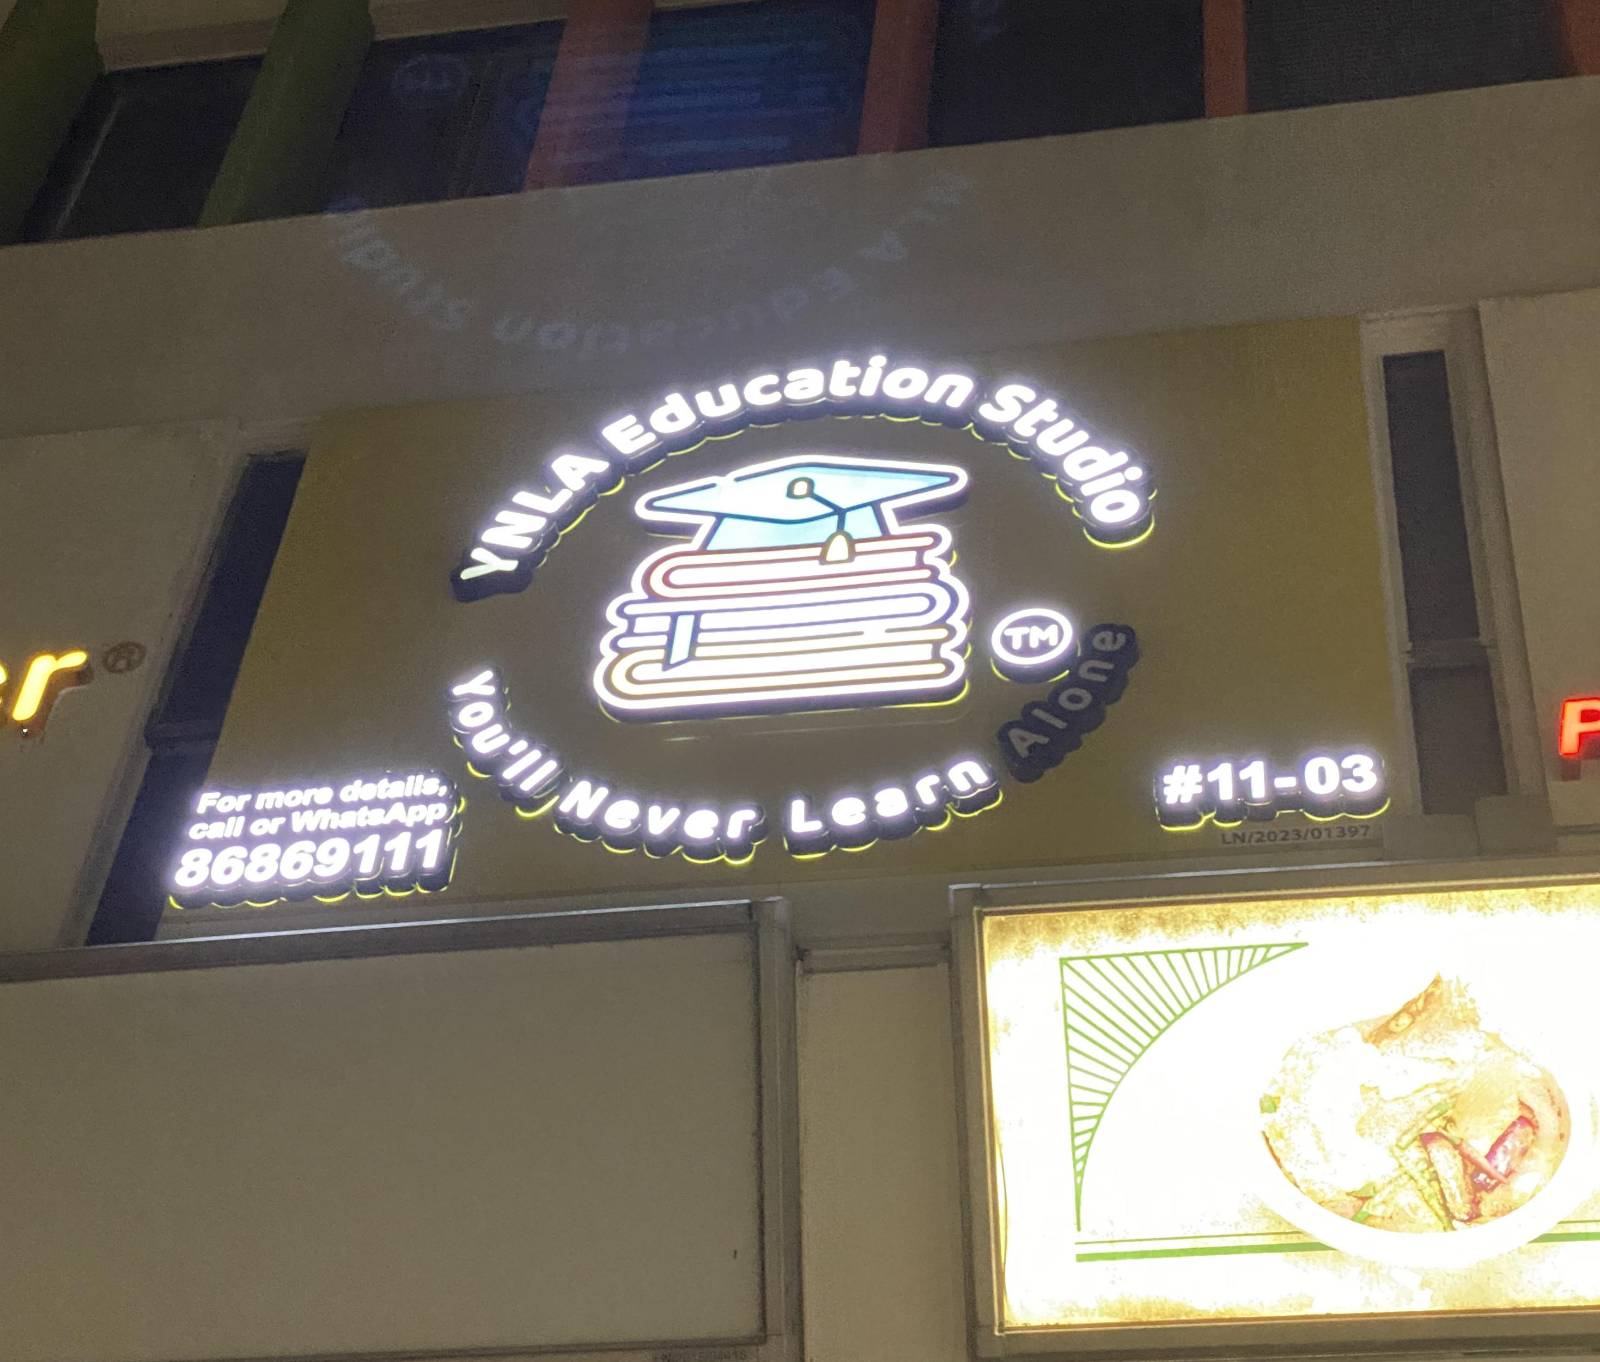 YNLA Education Studio
TM
You'll Never Learn Alone
For more details,
call or WhatsApp
86869111
#11-03
LN/2023/01397
er®
P